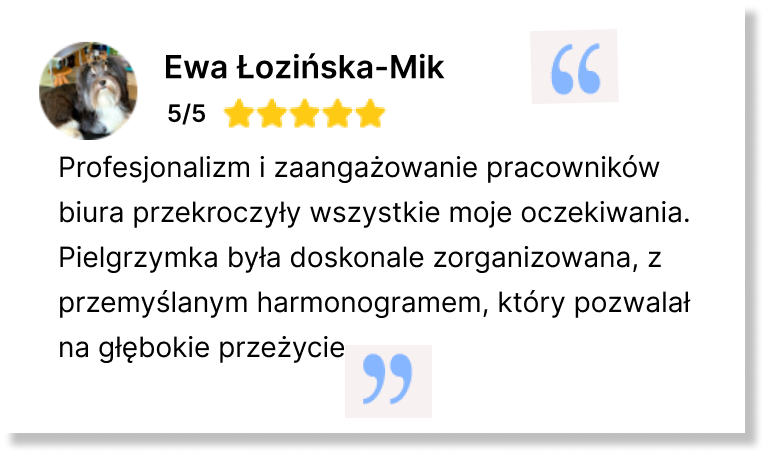 Ewa Łozińska-Mik
“
5/5
Profesjonalizm i zaangażowanie pracowników
biura przekroczyły wszystkie moje oczekiwania.
Pielgrzymka była doskonale zorganizowana, z
przemyślanym harmonogramem, który pozwalał
na głębokie przeżycie
”